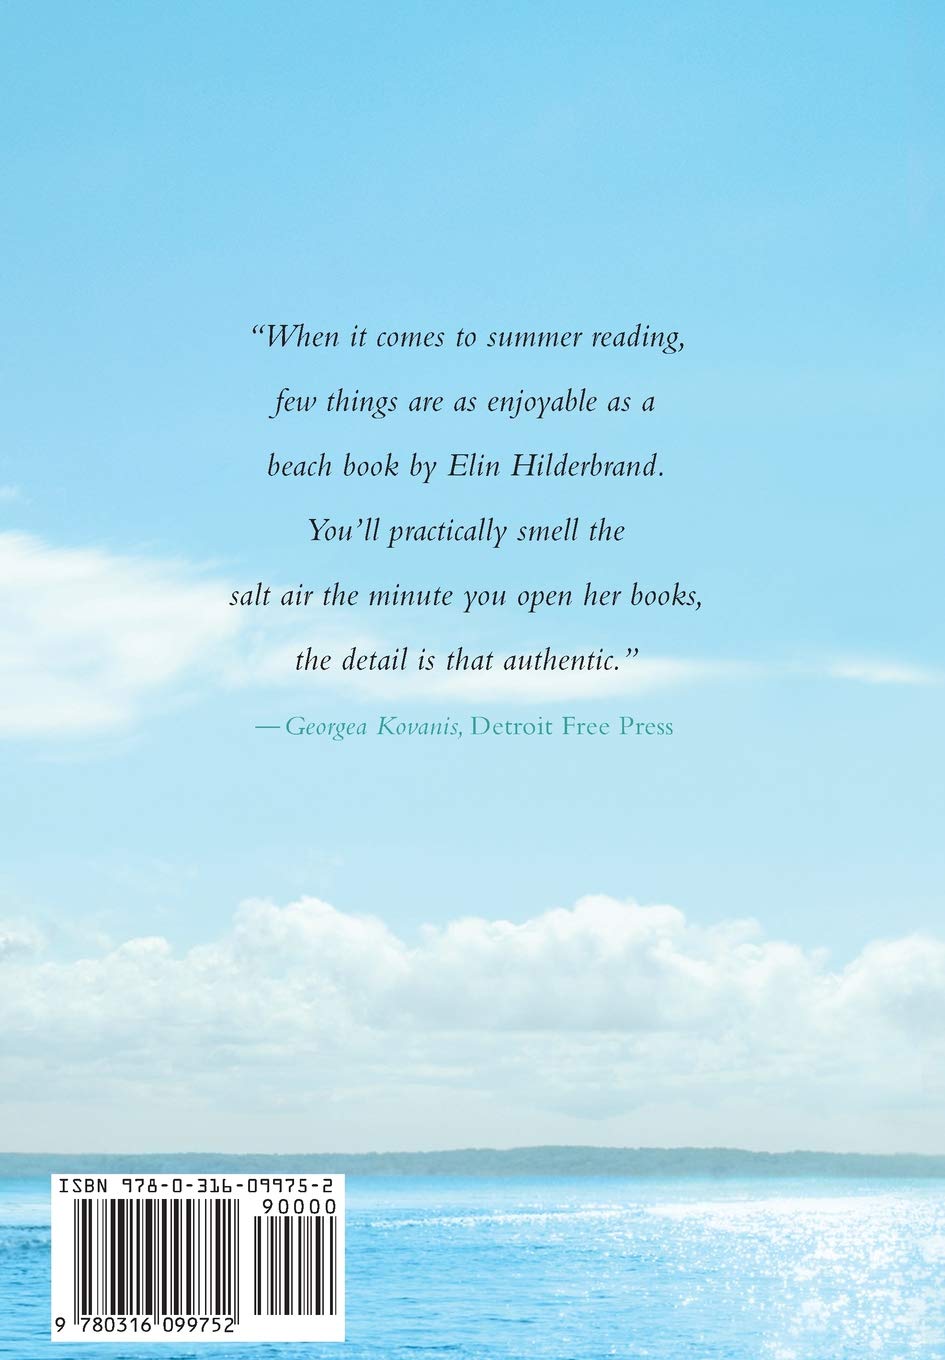 “When it comes to summer reading,
few things are as enjoyable as a
beach book by Elin Hilderbrand.
You’ll practically smell the
salt air the minute you open her books,
the detail is that authentic.”
— Georgea Kovanis, Detroit Free Press
ISBN 978-0-316-09975-2
90000
9 780316 099752